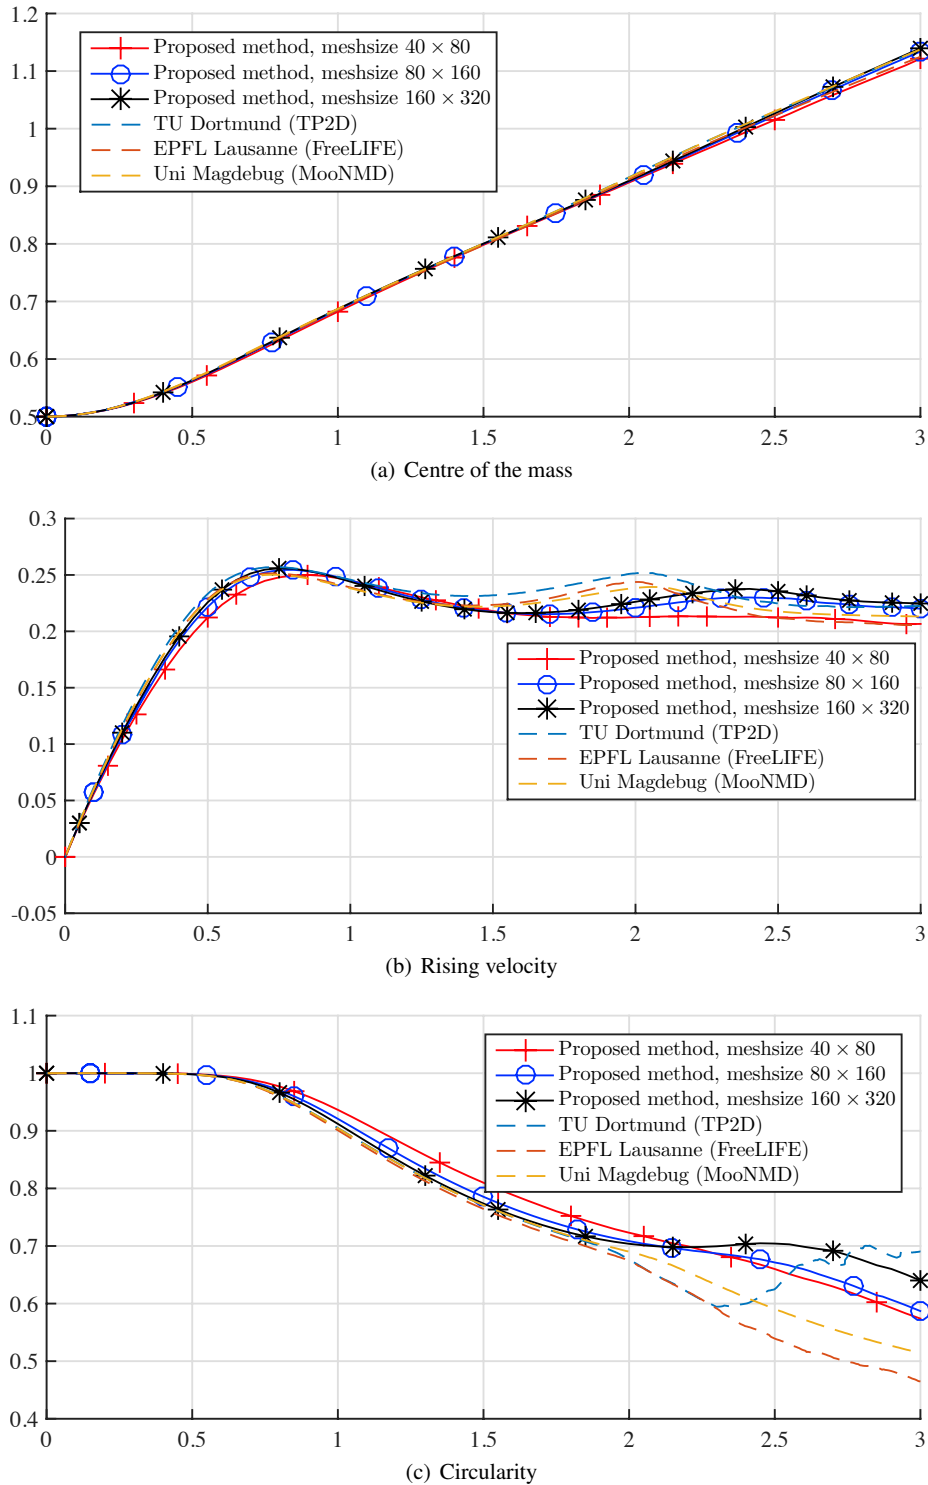 1.2
1.1
1
0.9
0.8
0.7
0.6
0.5
Proposed method, meshsize 40 × 80
Proposed method, meshsize 80 × 160
Proposed method, meshsize 160 × 320
TU Dortmund (TP2D)
EPFL Lausanne (FreeLIFE)
Uni Magdebug (MooNMD)
0 0.5 1 1.5 2 2.5 3
(a) Centre of the mass
0.3
0.25
0.2
0.15
0.1
0.05
0
-0.05
Proposed method, meshsize 40 × 80
Proposed method, meshsize 80 × 160
Proposed method, meshsize 160 × 320
TU Dortmund (TP2D)
EPFL Lausanne (FreeLIFE)
Uni Magdebug (MooNMD)
0 0.5 1 1.5 2 2.5 3
(b) Rising velocity
1.1
1
0.9
0.8
0.7
0.6
0.5
0.4
Proposed method, meshsize 40 × 80
Proposed method, meshsize 80 × 160
Proposed method, meshsize 160 × 320
TU Dortmund (TP2D)
EPFL Lausanne (FreeLIFE)
Uni Magdebug (MooNMD)
0 0.5 1 1.5 2 2.5 3
(c) Circularity